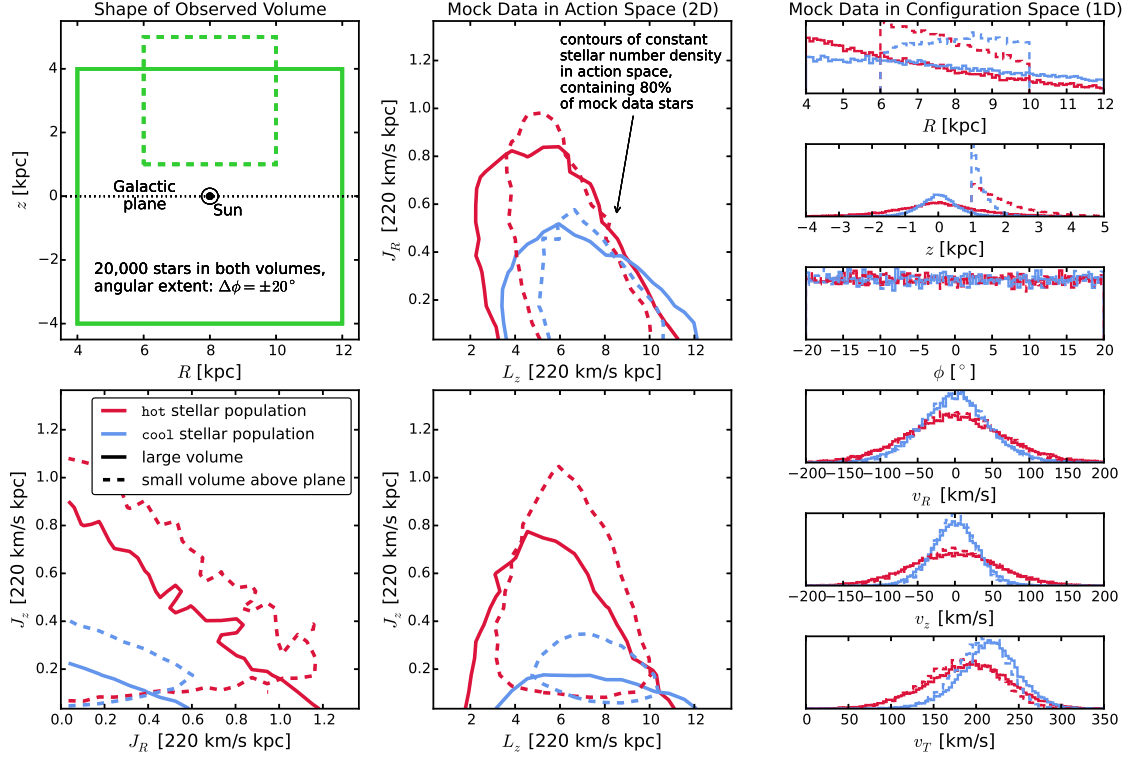 Shape of Observed Volume
4
2
0
−2
−4
z [kpc]
Galactic
plane
Sun
20,000 stars in both volumes,
angular extent: Δϕ = ±20°
4 6 8 10 12
R [kpc]
Mock Data in Action Space (2D)
contours of constant
stellar number density
in action space,
containing 80%
of mock data stars
1.2
1.0
0.8
0.6
0.4
0.2
J_R [220 km/s kpc]
2 4 6 8 10 12
L_z [220 km/s kpc]
Mock Data in Configuration Space (1D)
4 5 6 7 8 9 10 11 12
R [kpc]
−4 −3 −2 −1 0 1 2 3 4 5
z [kpc]
−20 −15 −10 −5 0 5 10 15 20
ϕ [°]
−200 −150 −100 −50 0 50 100 150 200
v_R [km/s]
−200 −150 −100 −50 0 50 100 150 200
v_z [km/s]
0 50 100 150 200 250 300 350
v_T [km/s]
hot stellar population
cool stellar population
large volume
small volume above plane
1.2
1.0
0.8
0.6
0.4
0.2
J_z [220 km/s kpc]
0.0 0.2 0.4 0.6 0.8 1.0 1.2
J_R [220 km/s kpc]
1.2
1.0
0.8
0.6
0.4
0.2
J_z [220 km/s kpc]
2 4 6 8 10 12
L_z [220 km/s kpc]